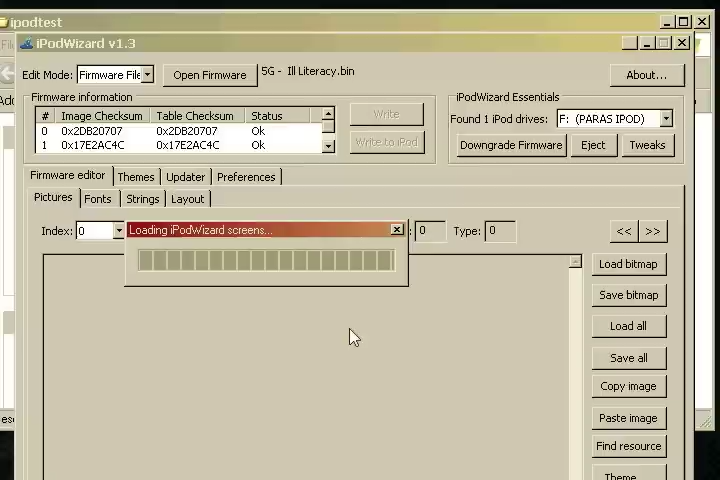 ipodtest
iPodWizard v1.3
Edit Mode: Firmware File Open Firmware 5G - Ill Literacy.bin About...
Firmware information
# Image Checksum Table Checksum Status
0 0x2DB20707 0x2DB20707 Ok
1 0x17E2AC4C 0x17E2AC4C Ok
Write
Write to iPod
iPodWizard Essentials
Found 1 iPod drives: F: (PARAS IPOD)
Downgrade Firmware Eject Tweaks
Firmware editor Themes Updater Preferences
Pictures Fonts Strings Layout
Index: 0 : 0 Type: 0 << >>
Loading iPodWizard screens...
Load bitmap
Save bitmap
Load all
Save all
Copy image
Paste image
Find resource
Theme